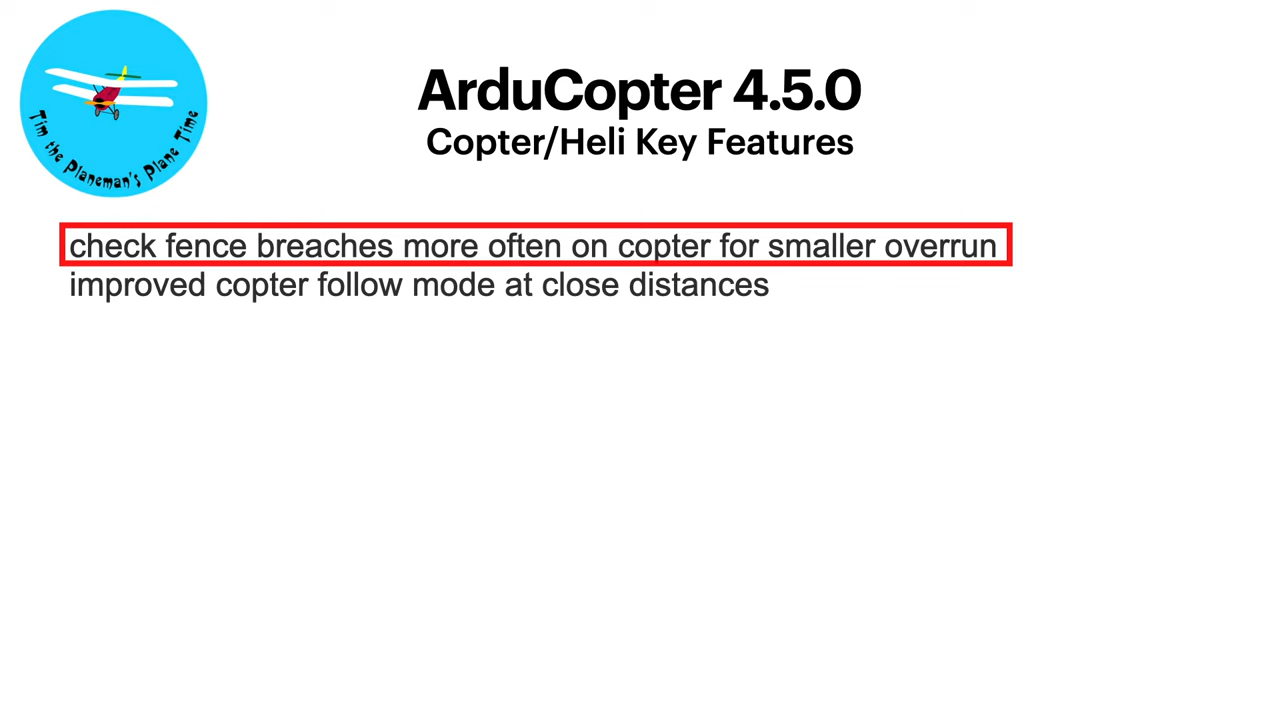 Tim the Planeman's Plane Time
ArduCopter 4.5.0
Copter/Heli Key Features
check fence breaches more often on copter for smaller overrun
improved copter follow mode at close distances